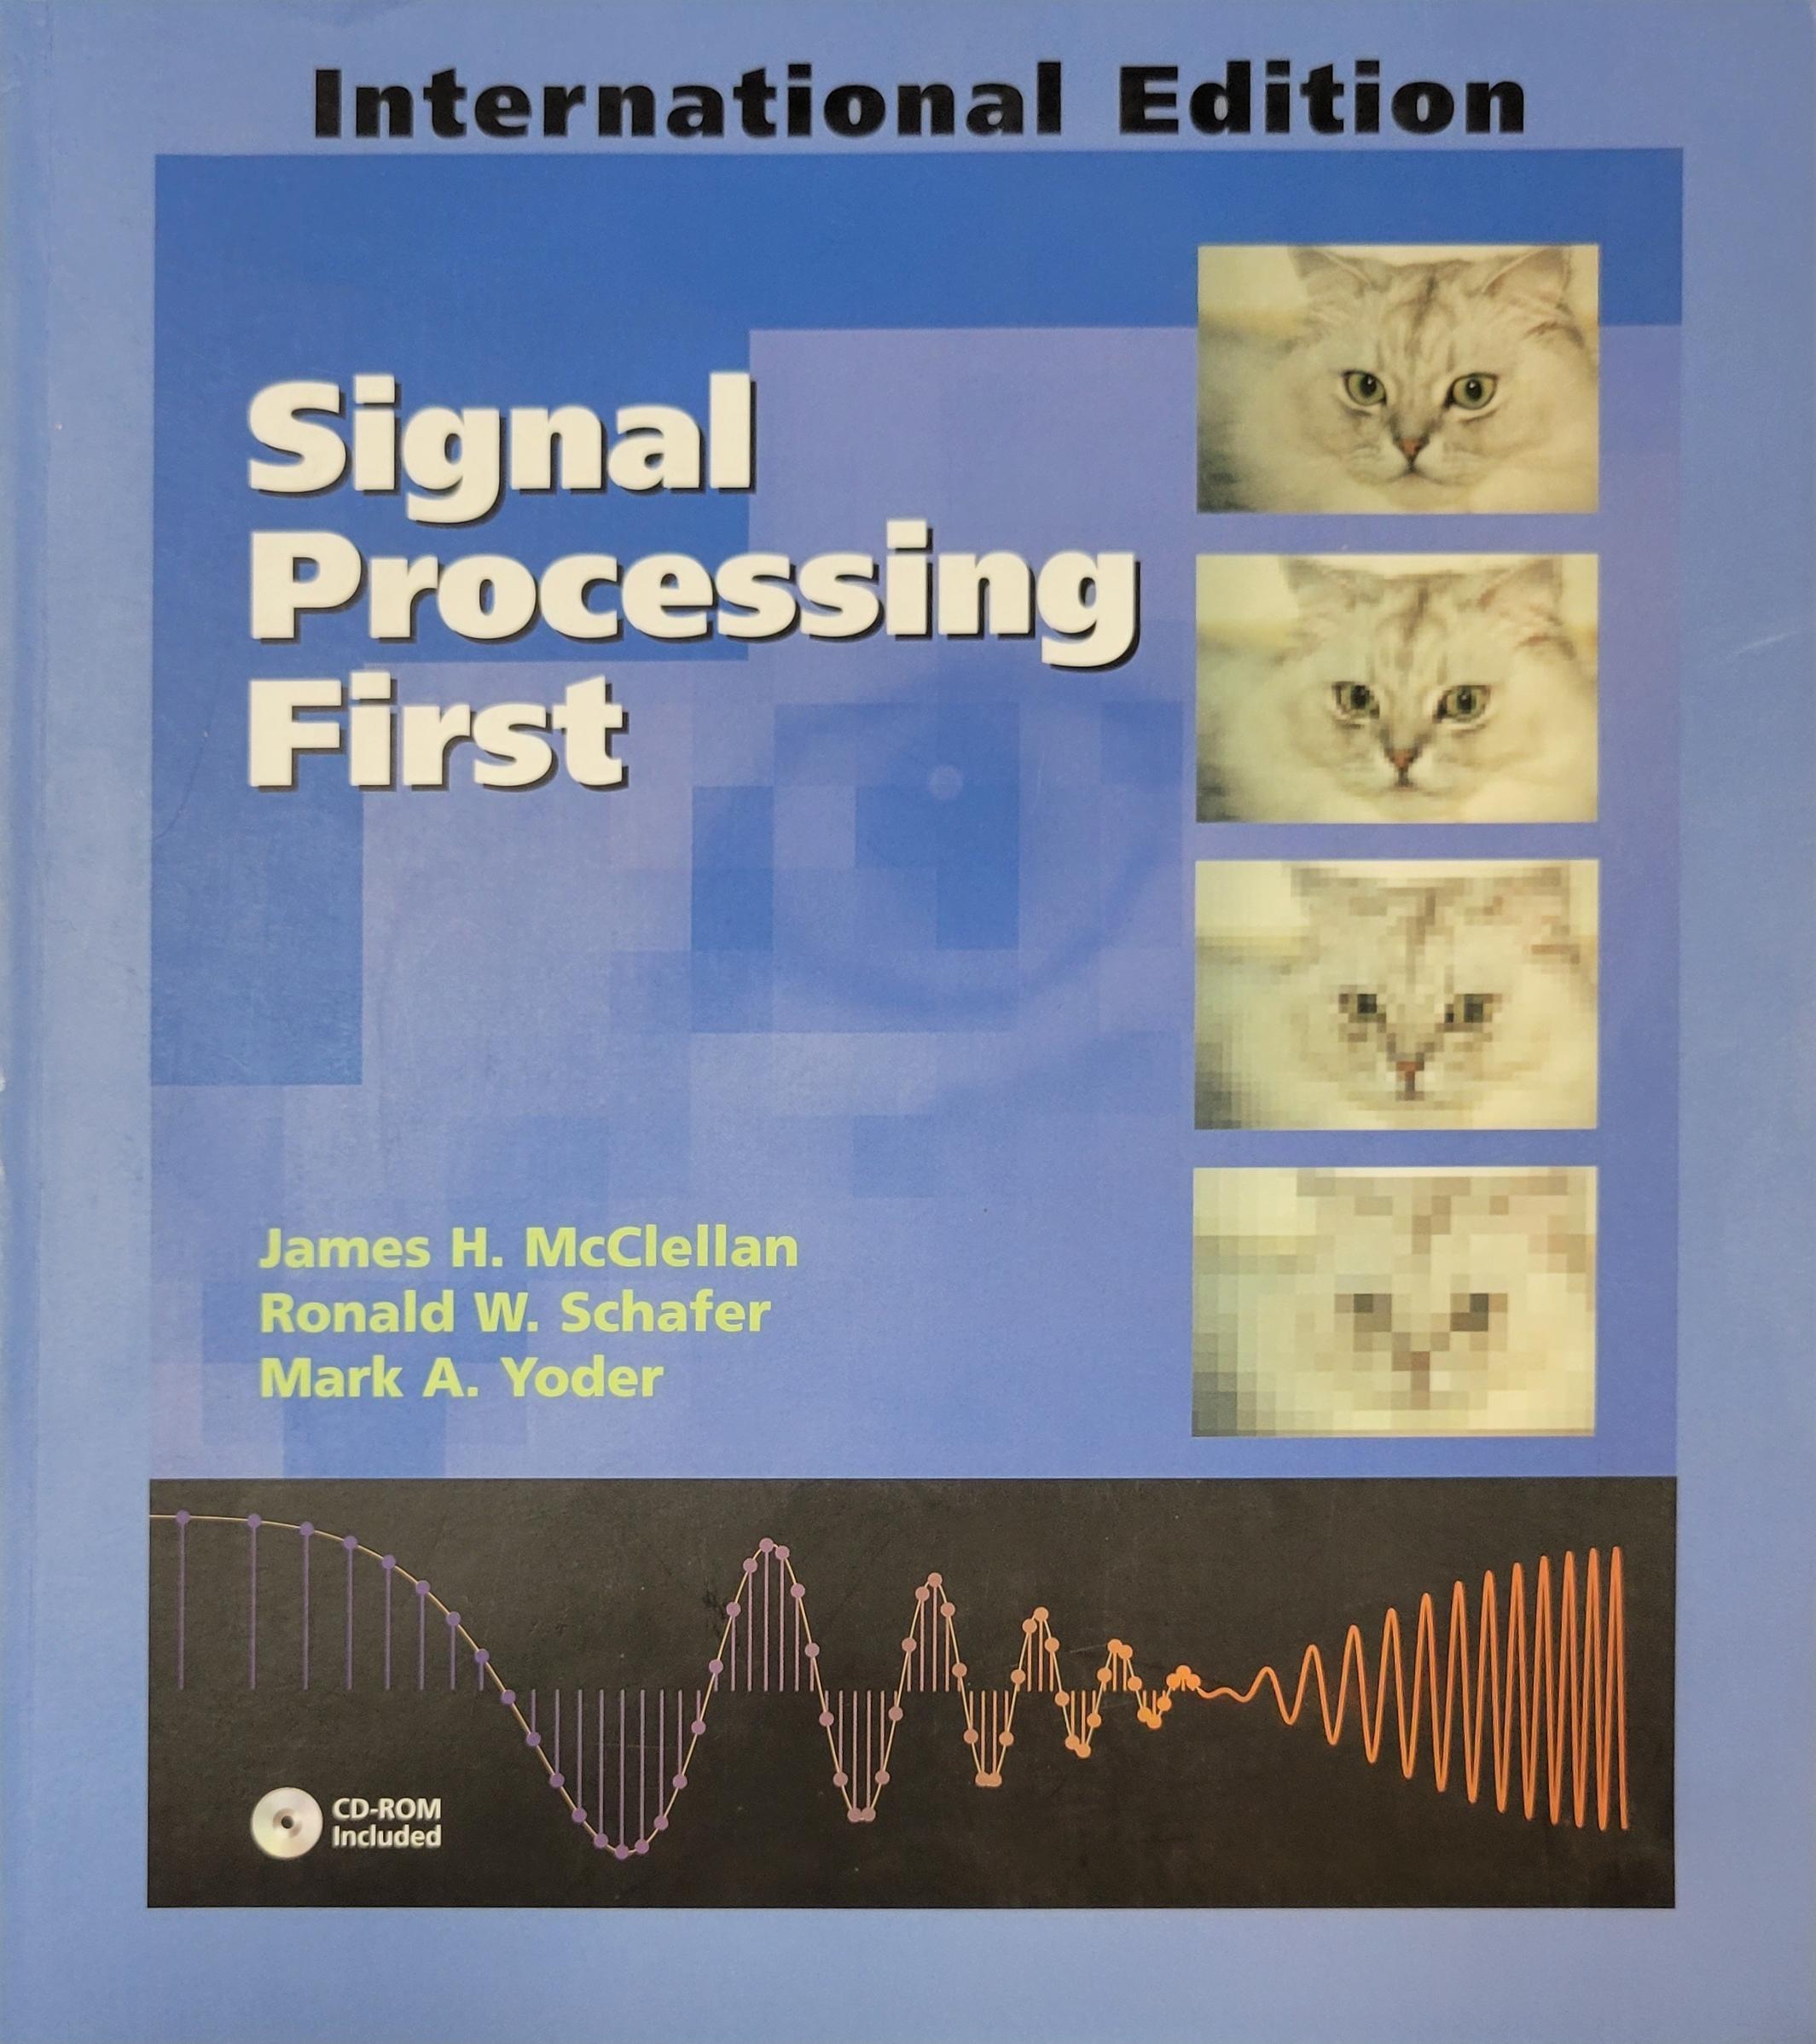 International Edition
Signal
Processing
First
James H. McClellan
Ronald W. Schafer
Mark A. Yoder
CD-ROM
Included